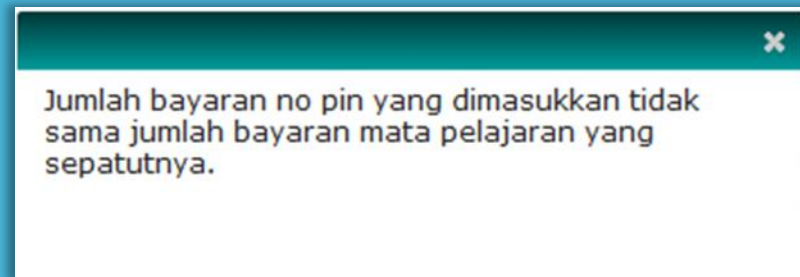 Jumlah bayaran no pin yang dimasukkan tidak
sama jumlah bayaran mata pelajaran yang
sepatutnya.